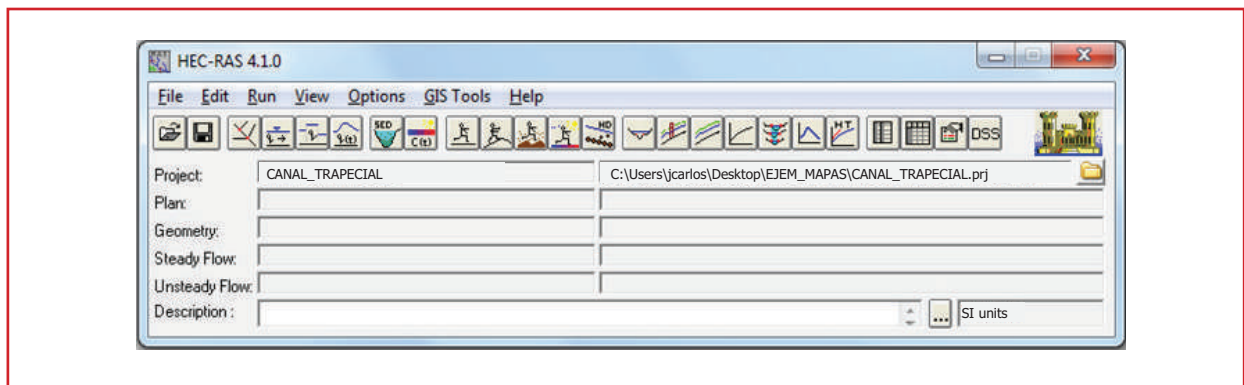 HEC-RAS 4.1.0
File Edit Run View Options GIS Tools Help
SED C(t) HD HT DSS
Project: CANAL_TRAPECIAL C:\Users\jcarlos\Desktop\EJEM_MAPAS\CANAL_TRAPECIAL.prj
Plan:
Geometry:
Steady Flow:
Unsteady Flow:
Description : ... SI units